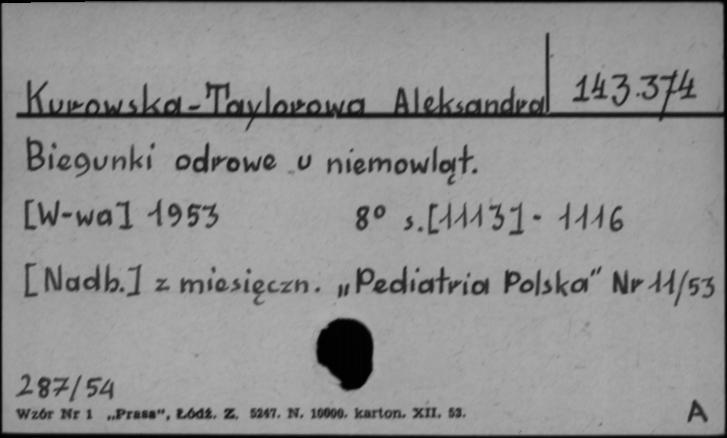 Kurowska-Taylorowa Aleksandra 143.374
Biegunki odrowe u niemowląt.
[W-wa] 1953 8° s.[1113] - 1116
[Nadb.] z miesięczn. „Pediatria Polska" Nr 11/53
287/54
Wzór Nr 1 „Prasa", Łódź. Z. 5247. N. 10000. karton. XII. 53.
A